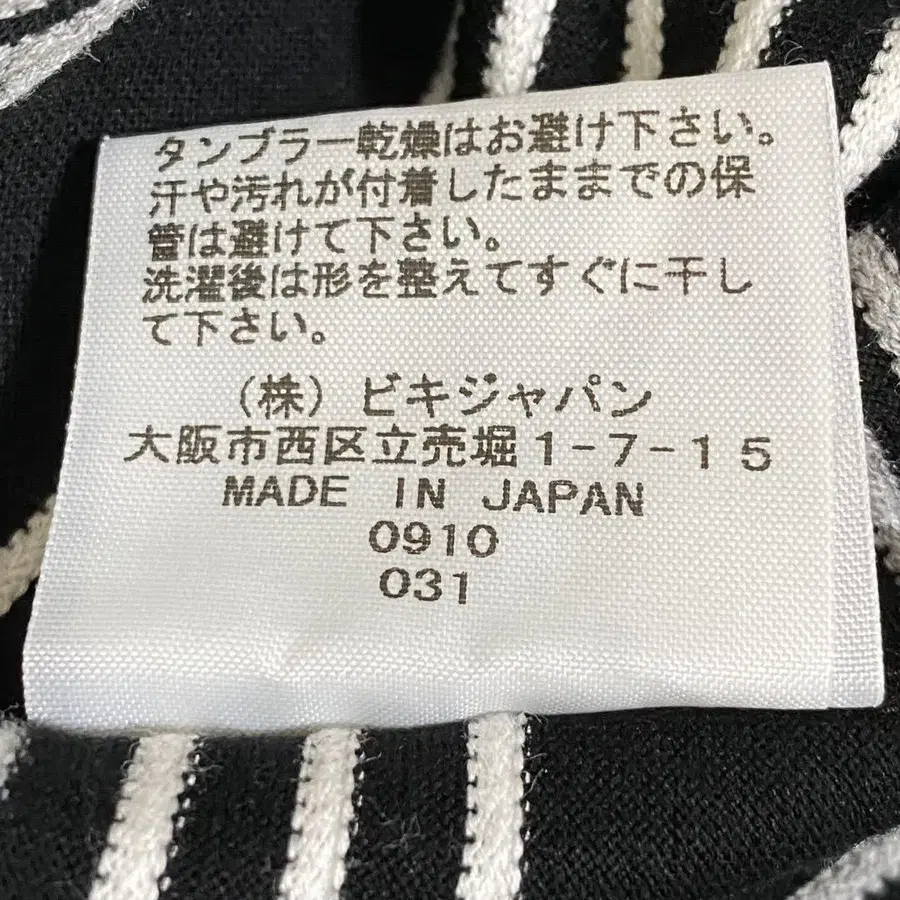 タンブラー乾燥はお避け下さい。
汗や汚れが付着したままでの保
管は避けて下さい。
洗濯後は形を整えてすぐに干し
て下さい。
（株）ビキジャパン
大阪市西区立売堀1-7-15
MADE IN JAPAN
0910
031